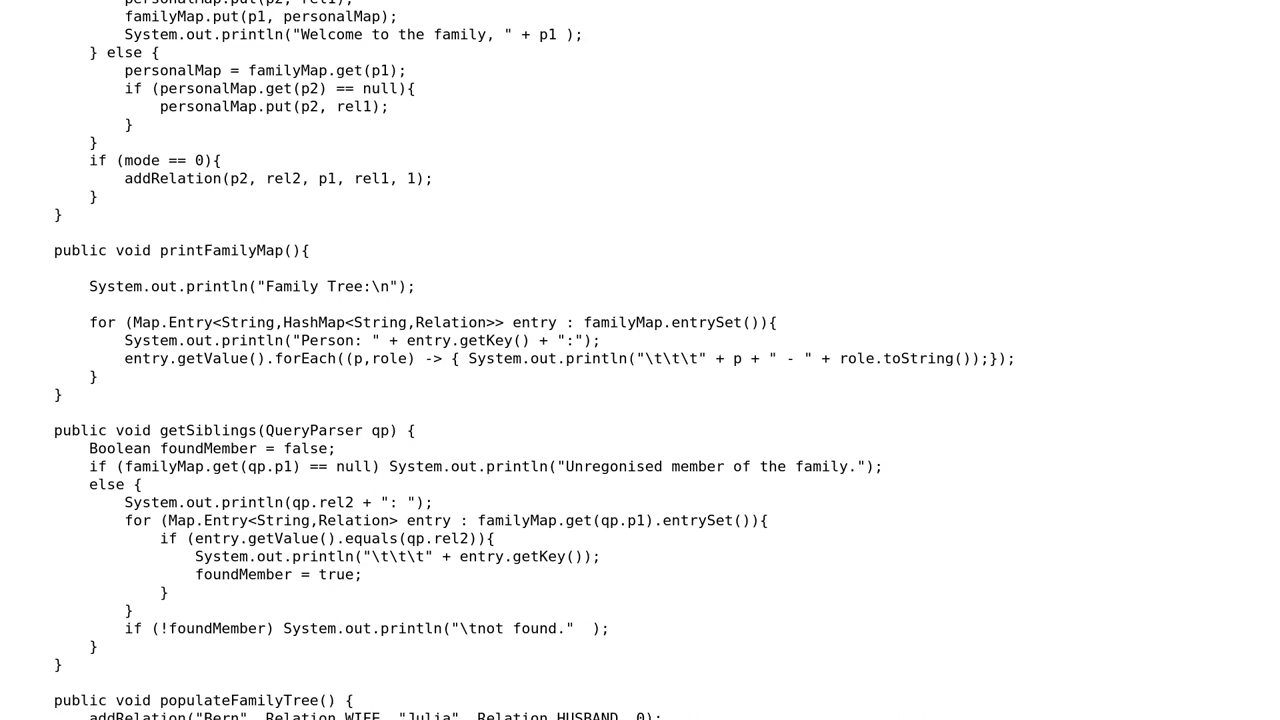 personalMap.put(p2, rel1);
familyMap.put(p1, personalMap);
System.out.println("Welcome to the family, " + p1 );
} else {
personalMap = familyMap.get(p1);
if (personalMap.get(p2) == null){
personalMap.put(p2, rel1);
}
}
if (mode == 0){
addRelation(p2, rel2, p1, rel1, 1);
}
}
public void printFamilyMap(){
System.out.println("Family Tree:\n");
for (Map.Entry<String,HashMap<String,Relation>> entry : familyMap.entrySet()){
System.out.println("Person: " + entry.getKey() + ":");
entry.getValue().forEach((p,role) -> { System.out.println("\t\t\t" + p + " - " + role.toString());});
}
}
public void getSiblings(QueryParser qp) {
Boolean foundMember = false;
if (familyMap.get(qp.p1) == null) System.out.println("Unregonised member of the family.");
else {
System.out.println(qp.rel2 + ": ");
for (Map.Entry<String,Relation> entry : familyMap.get(qp.p1).entrySet()){
if (entry.getValue().equals(qp.rel2)){
System.out.println("\t\t\t" + entry.getKey());
foundMember = true;
}
}
if (!foundMember) System.out.println("\tnot found."  );
}
}
public void populateFamilyTree() {
addRelation("Bern", Relation.WIFE, "Julia", Relation.HUSBAND, 0);